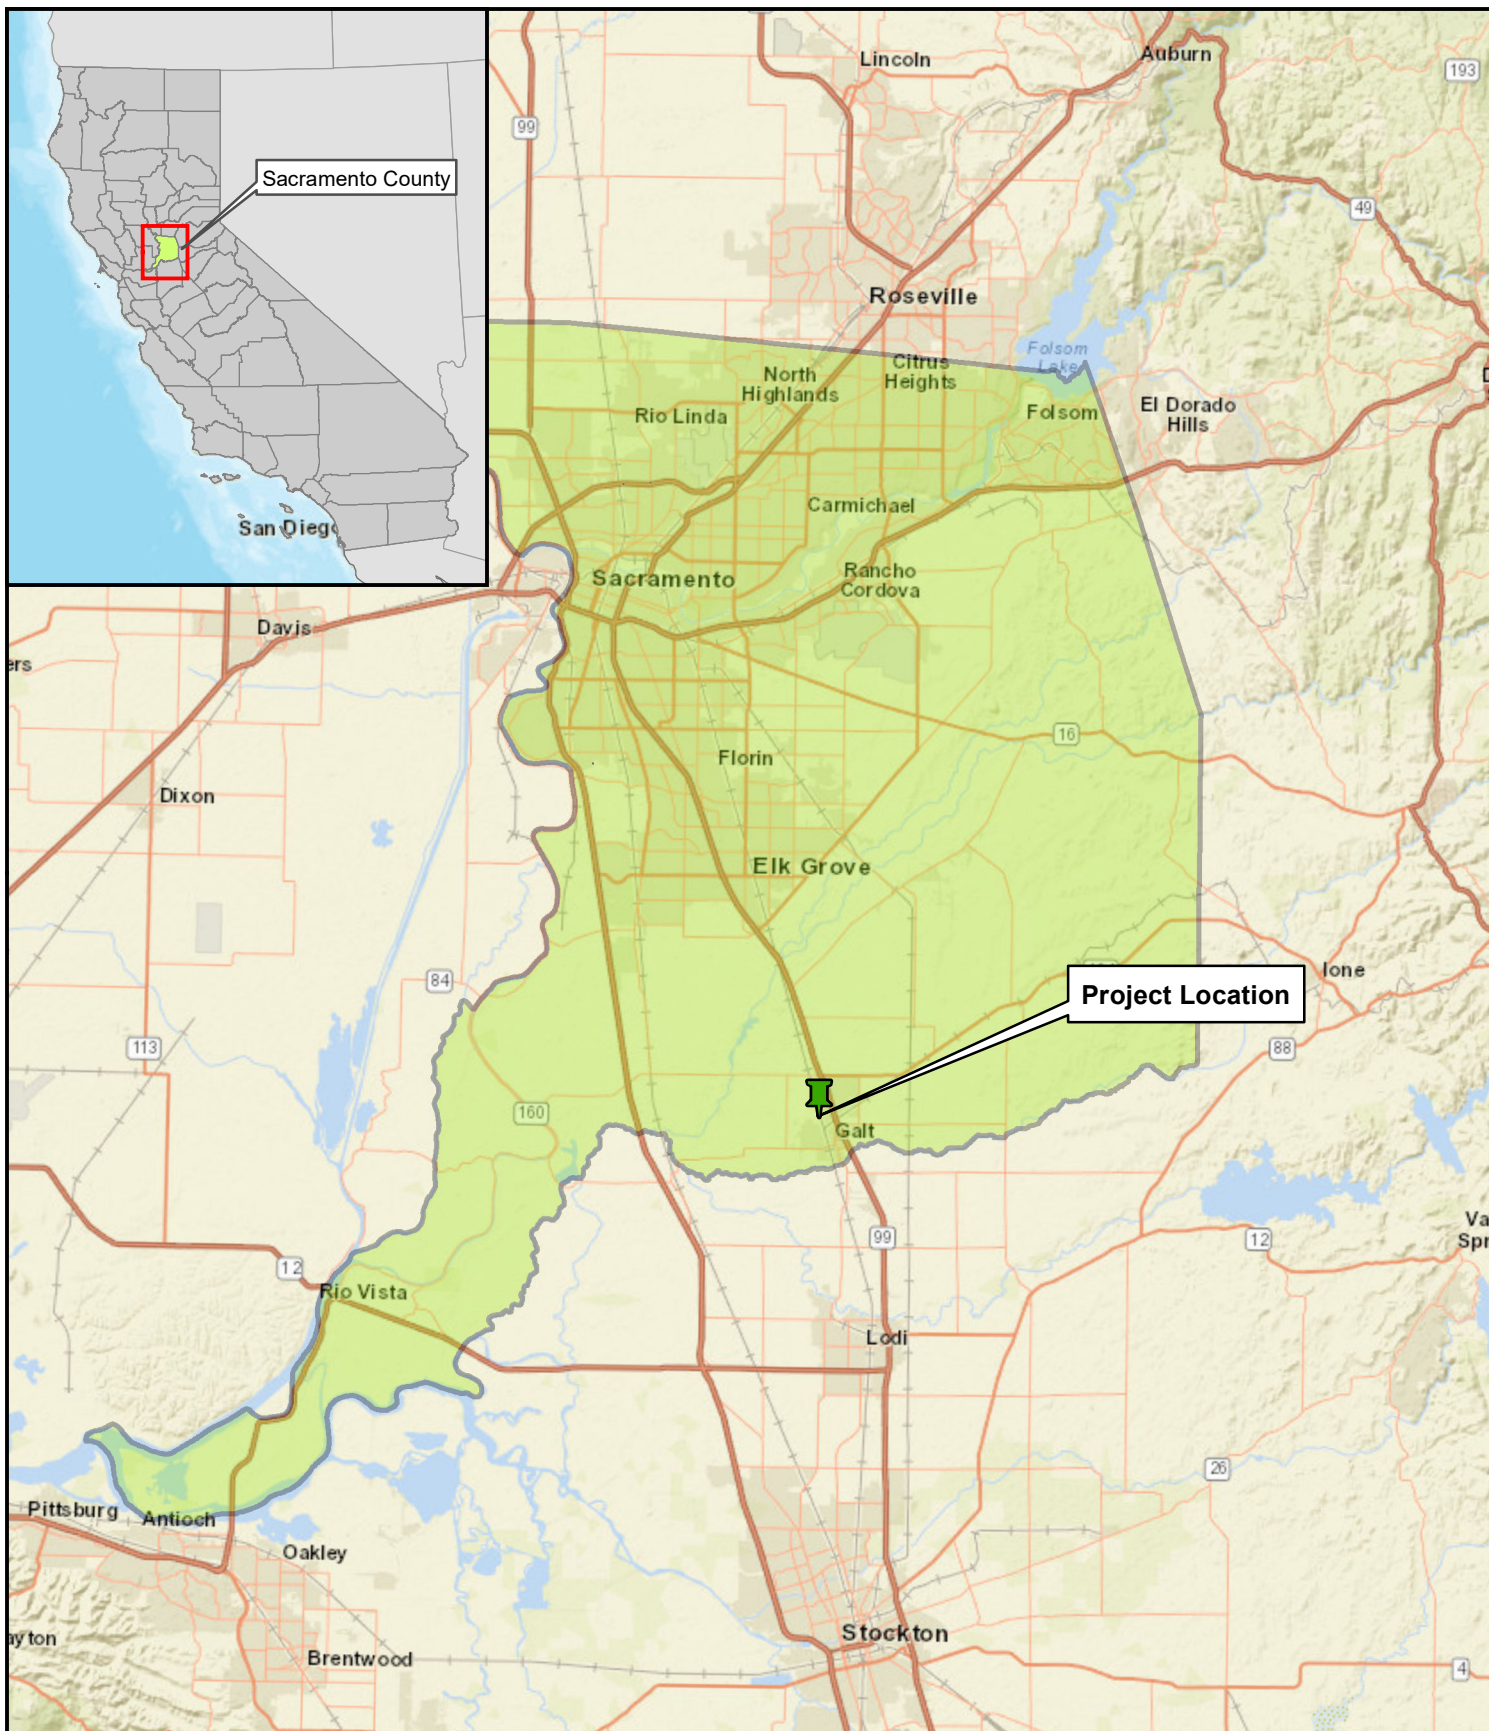 Lincoln
Auburn
193
99
Sacramento County
49
Roseville
Folsom
Lake
Citrus
Heights
North
Highlands
El Dorado
Hills
Folsom
Rio Linda
Carmichael
San Diego
Rancho
Cordova
Sacramento
Davis
16
Florin
Dixon
Elk Grove
Ione
84
Project Location
113
88
160
Galt
99
12
12
Rio Vista
Lodi
26
Pittsburg
Antioch
Oakley
Stockton
Brentwood
4